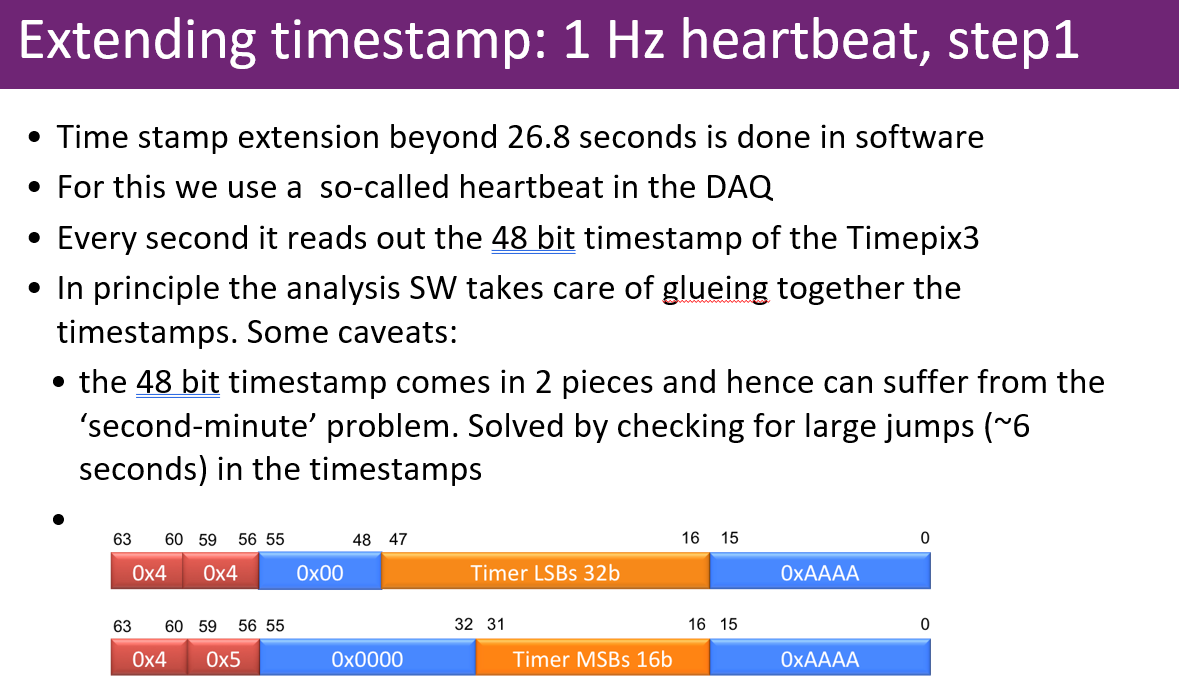 Extending timestamp: 1 Hz heartbeat, step1
• Time stamp extension beyond 26.8 seconds is done in software
• For this we use a  so-called heartbeat in the DAQ
• Every second it reads out the 48 bit timestamp of the Timepix3
• In principle the analysis SW takes care of glueing together the
timestamps. Some caveats:
• the 48 bit timestamp comes in 2 pieces and hence can suffer from the
‘second-minute’ problem. Solved by checking for large jumps (~6
seconds) in the timestamps
•
63 60 59 56 55 48 47 16 15 0
0x4 0x4 0x00 Timer LSBs 32b 0xAAAA
63 60 59 56 55 32 31 16 15 0
0x4 0x5 0x0000 Timer MSBs 16b 0xAAAA